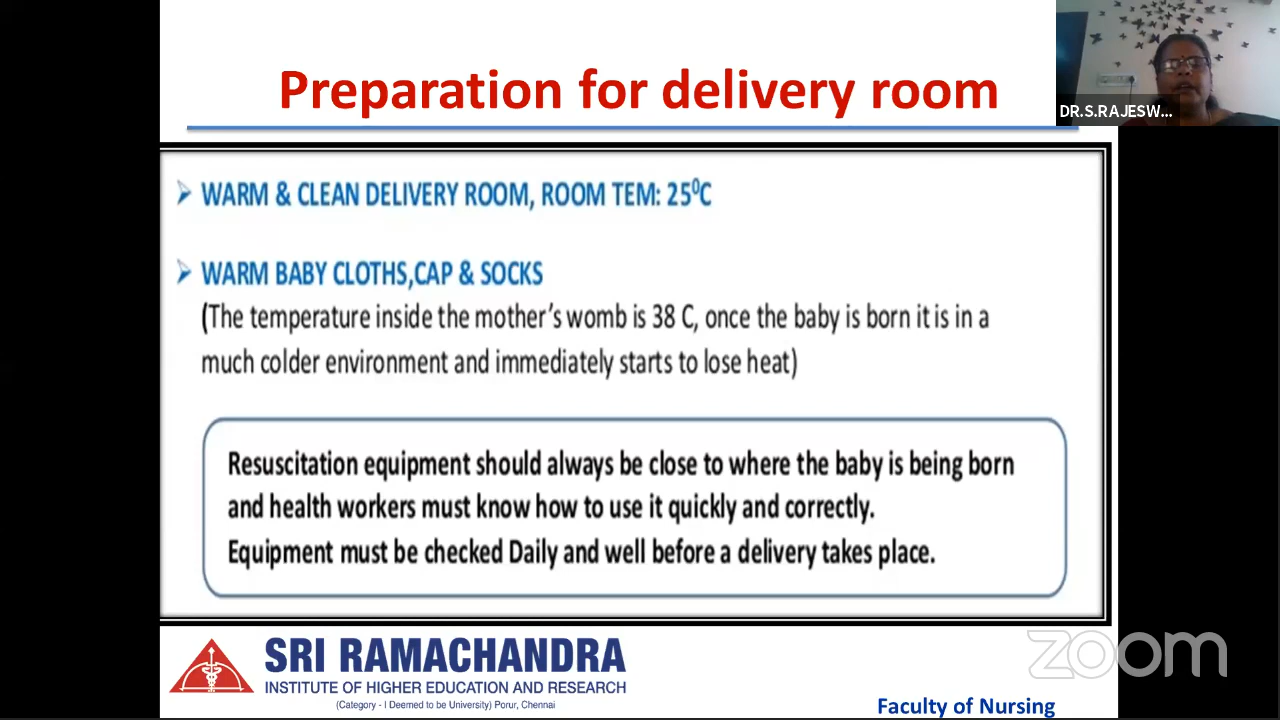 Preparation for delivery room
DR.S.RAJESW...
WARM & CLEAN DELIVERY ROOM, ROOM TEM: 25⁰C
WARM BABY CLOTHS,CAP & SOCKS
(The temperature inside the mother's womb is 38 C, once the baby is born it is in a
much colder environment and immediately starts to lose heat)
Resuscitation equipment should always be close to where the baby is being born
and health workers must know how to use it quickly and correctly.
Equipment must be checked Daily and well before a delivery takes place.
SRI RAMACHANDRA
INSTITUTE OF HIGHER EDUCATION AND RESEARCH
(Category - I Deemed to be University) Porur, Chennai
zoom
Faculty of Nursing